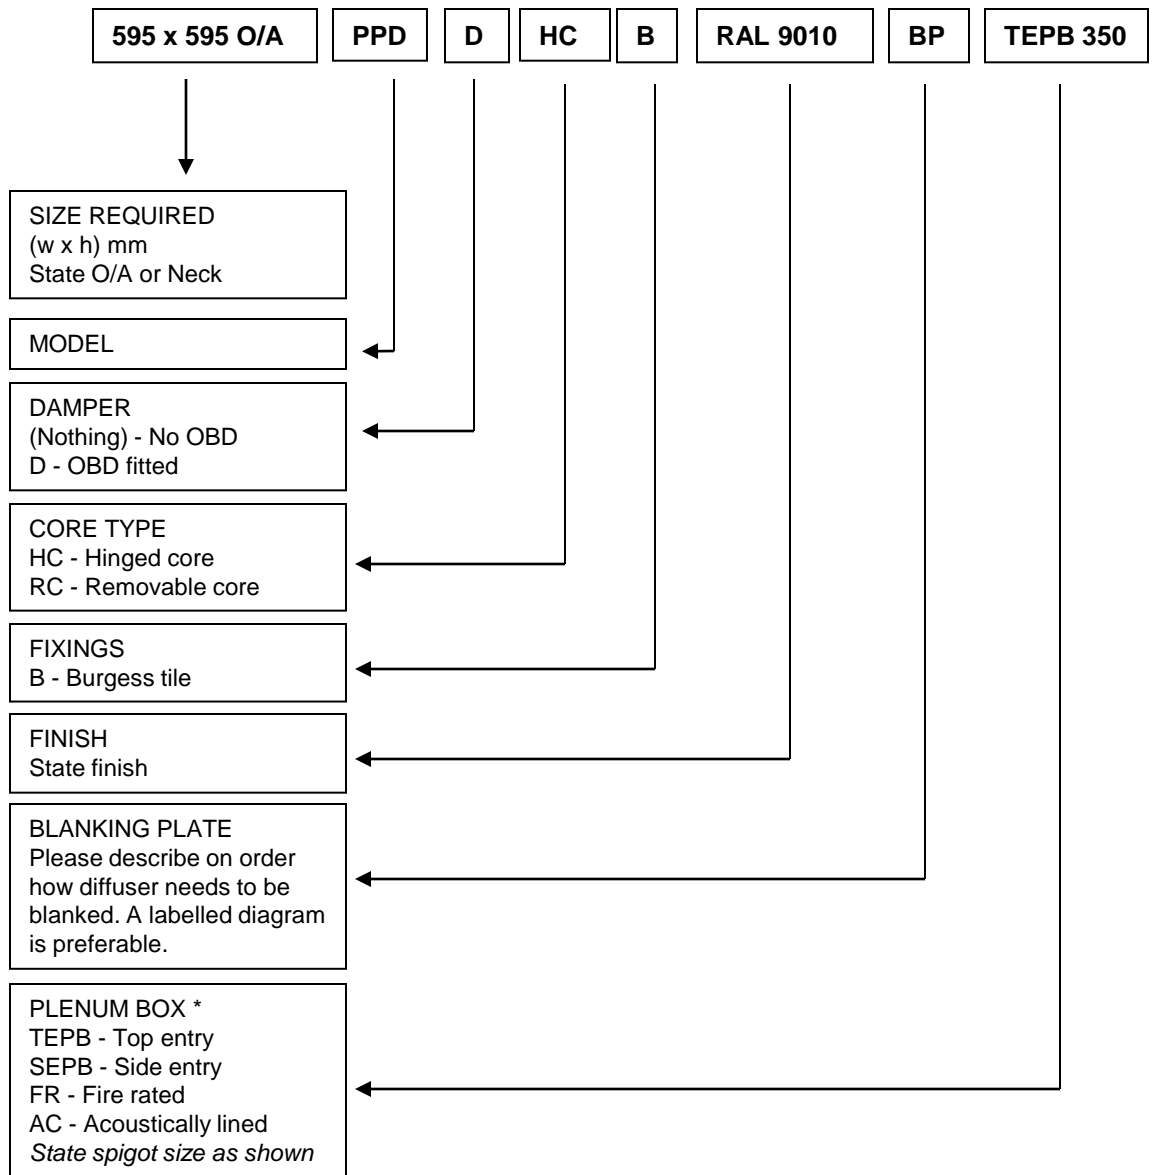 595 x 595 O/A PPD D HC B RAL 9010 BP TEPB 350
SIZE REQUIRED
(w x h) mm
State O/A or Neck
MODEL
DAMPER
(Nothing) - No OBD
D - OBD fitted
CORE TYPE
HC - Hinged core
RC - Removable core
FIXINGS
B - Burgess tile
FINISH
State finish
BLANKING PLATE
Please describe on order
how diffuser needs to be
blanked. A labelled diagram
is preferable.
PLENUM BOX *
TEPB - Top entry
SEPB - Side entry
FR - Fire rated
AC - Acoustically lined
State spigot size as shown